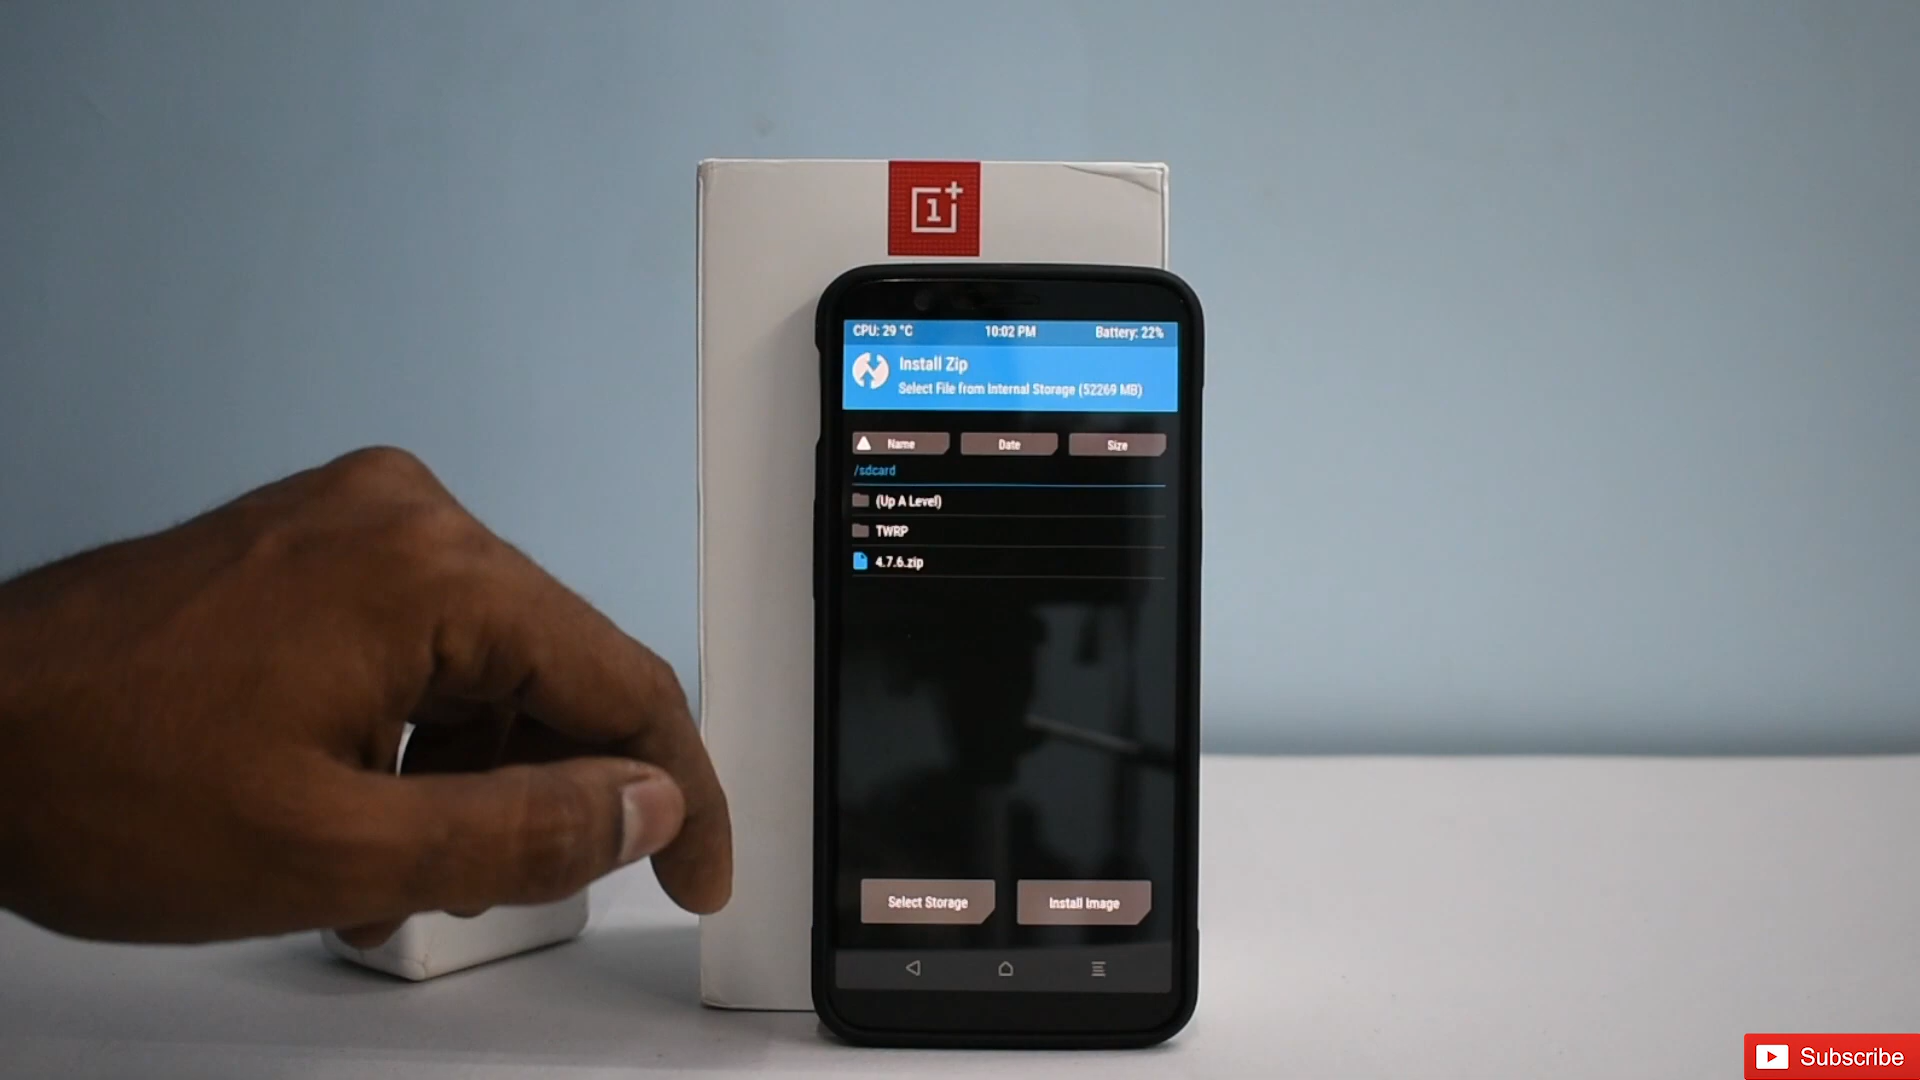 1+
CPU: 29 °C 10:02 PM Battery: 22%
Install Zip
Select File from Internal Storage (52269 MB)
Name Date Size
/sdcard
(Up A Level)
TWRP
4.7.6.zip
Select Storage Install Image
Subscribe